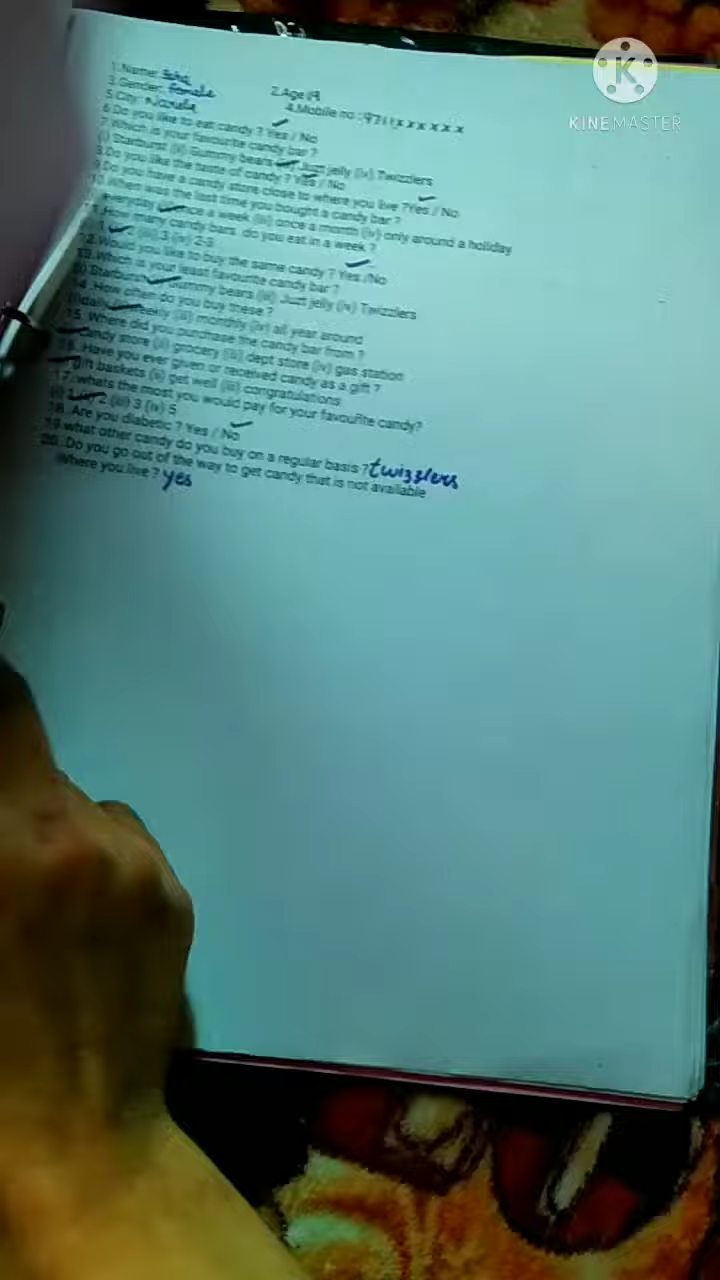 KINEMASTER
1.Name:
2.Age 19
3.Gender: female
4.Mobile no :9711xxxxxx
5.City:
6.Do you like to eat candy ? Yes / No
7.Which is your favourite candy bar ?
(i) Starburst (ii) Gummy bears Just jelly (iv) Twizzlers
8.Do you like the taste of candy ? Yes / No
9.Do you have a candy store close to where you live ?Yes / No
When was the last time you bought a candy bar ?
everyday once a week (iii) once a month (iv) only around a holiday
How many candy bars do you eat in a week ?
1 3 (iv) 2-3
12.Would you like to buy the same candy ? Yes /No
13.Which is your least favourite candy bar ?
(i) Starburst Gummy bears (iii) Just jelly (iv) Twizzlers
14. How often do you buy these ?
(i)daily weekly (iii) monthly (iv) all year around
15. Where did you purchase the candy bar from ?
candy store (ii) grocery (iii) dept store (iv) gas station
16. Have you ever given or received candy as a gift ?
gift baskets (ii) get well (iii) congratulations
17. whats the most you would pay for your favourite candy?
(i) 1 (ii) 2 (iii) 3 (iv) 5
18. Are you diabetic ? Yes / No
19 what other candy do you buy on a regular basis ? twizzlers
20. Do you go out of the way to get candy that is not available
Where you live ? yes